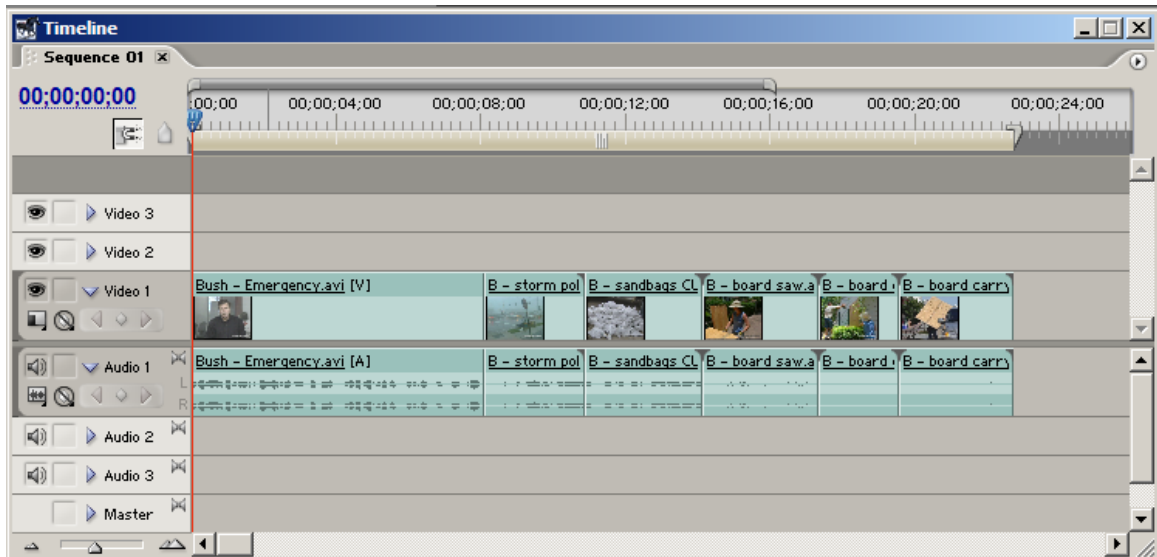 Timeline
Sequence 01
00;00;00;00
:00;00 00;00;04;00 00;00;08;00 00;00;12;00 00;00;16;00 00;00;20;00 00;00;24;00
Video 3
Video 2
Video 1
Bush - Emergency.avi [V] B - storm pol B - sandbags CL B - board saw.a B - board B - board carry
Audio 1
Bush - Emergency.avi [A] B - storm pol B - sandbags CL B - board saw.a B - board B - board carry
L
R
Audio 2
Audio 3
Master